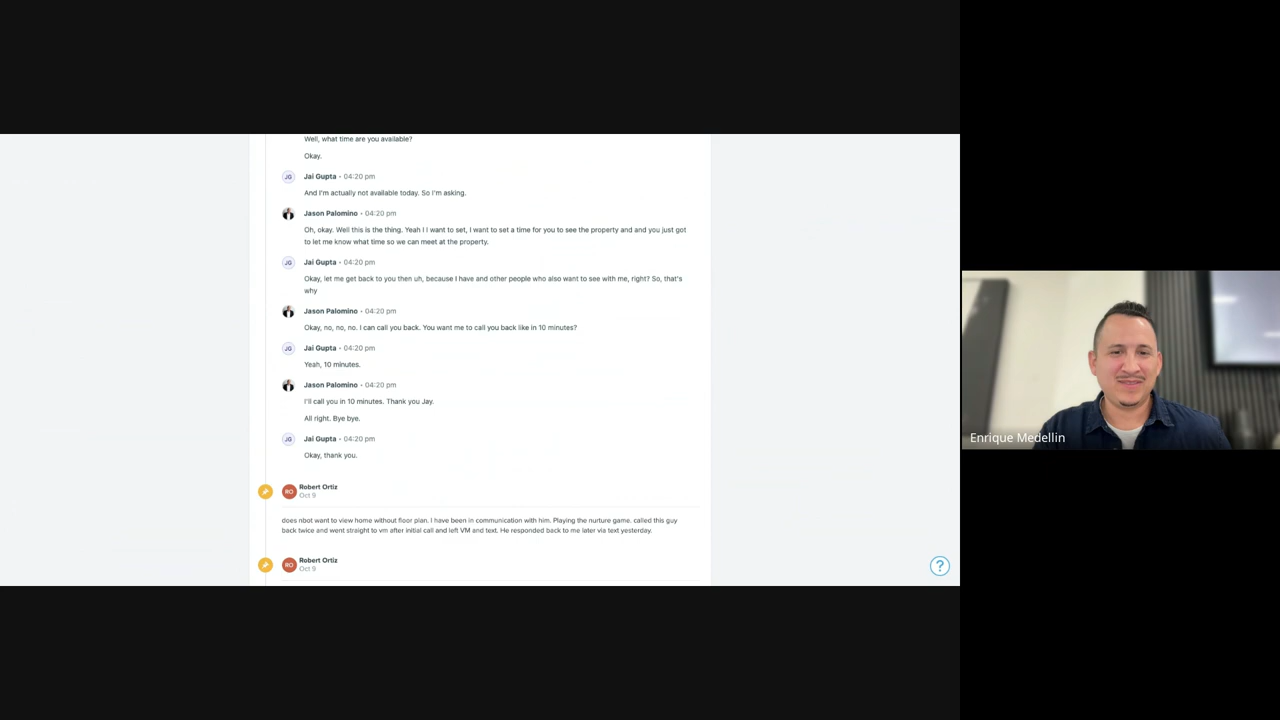 Well, what time are you available?
Okay.
JG Jai Gupta • 04:20 pm
And I'm actually not available today. So I'm asking.
Jason Palomino • 04:20 pm
Oh, okay. Well this is the thing. Yeah I I want to set, I want to set a time for you to see the property and and you just got
to let me know what time so we can meet at the property.
JG Jai Gupta • 04:20 pm
Okay, let me get back to you then uh, because I have and other people who also want to see with me, right? So, that's
why
Jason Palomino • 04:20 pm
Okay, no, no, no. I can call you back. You want me to call you back like in 10 minutes?
JG Jai Gupta • 04:20 pm
Yeah, 10 minutes.
Jason Palomino • 04:20 pm
I'll call you in 10 minutes. Thank you Jay.
All right. Bye bye.
JG Jai Gupta • 04:20 pm
Okay, thank you.
RO Robert Ortiz
Oct 9
does nbot want to view home without floor plan. I have been in communication with him. Playing the nurture game. called this guy
back twice and went straight to vm after initial call and left VM and text. He responded back to me later via text yesterday.
RO Robert Ortiz
Oct 9
?
Enrique Medellin